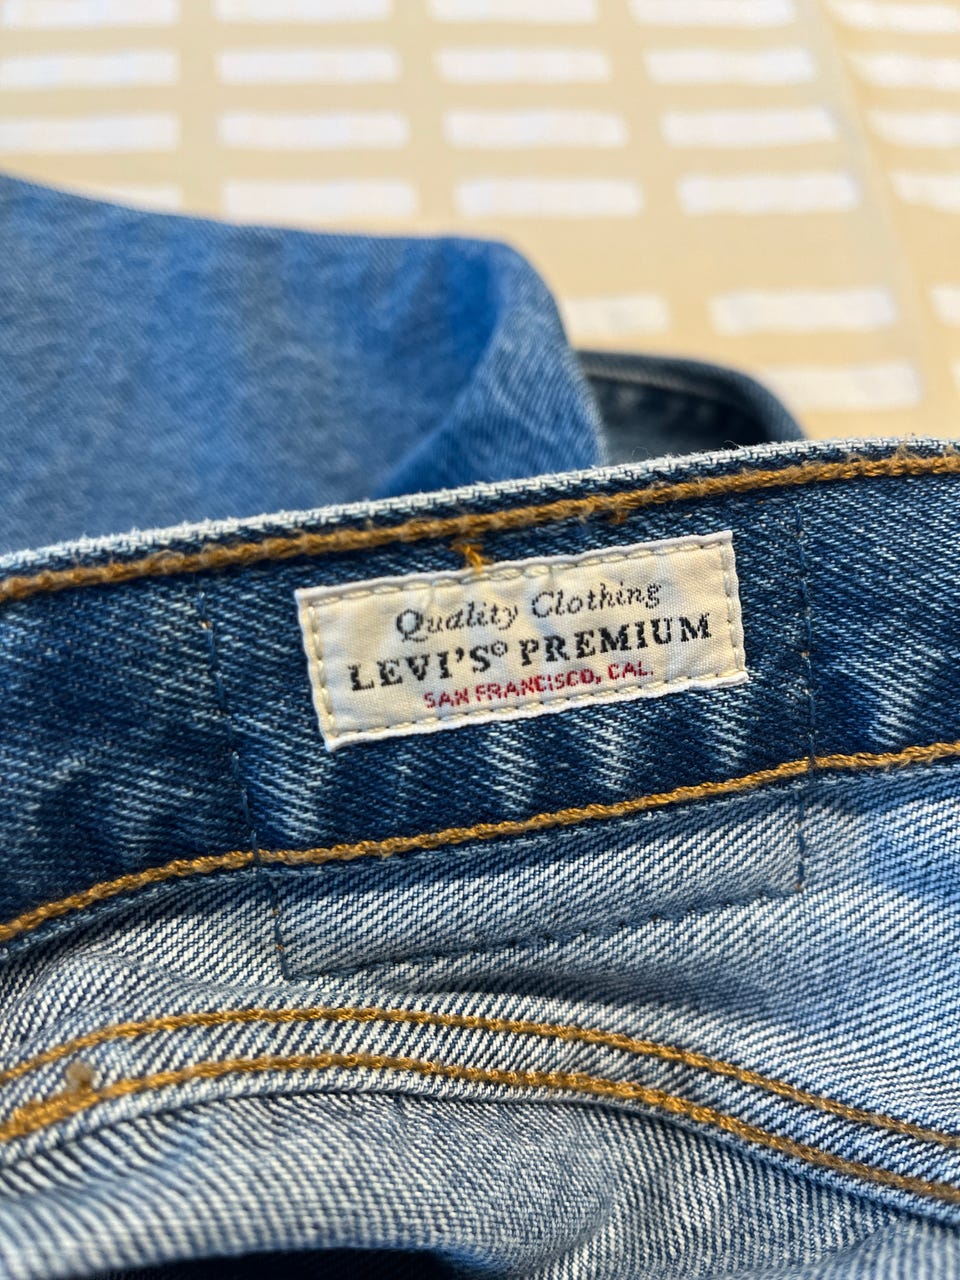 Quality Clothing
LEVI'S® PREMIUM
SAN FRANCISCO, CAL.